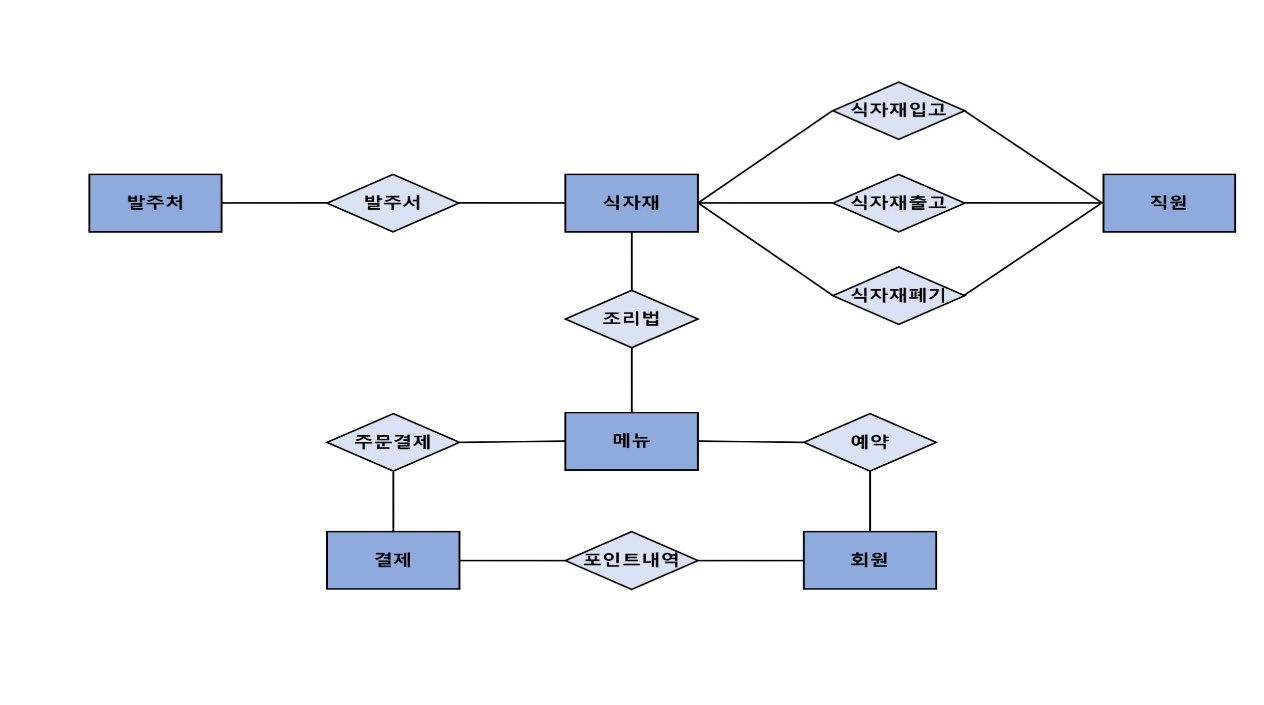 식자재입고
발주처
발주서
식자재
식자재출고
직원
식자재폐기
조리법
주문결제
메뉴
예약
결제
포인트내역
회원